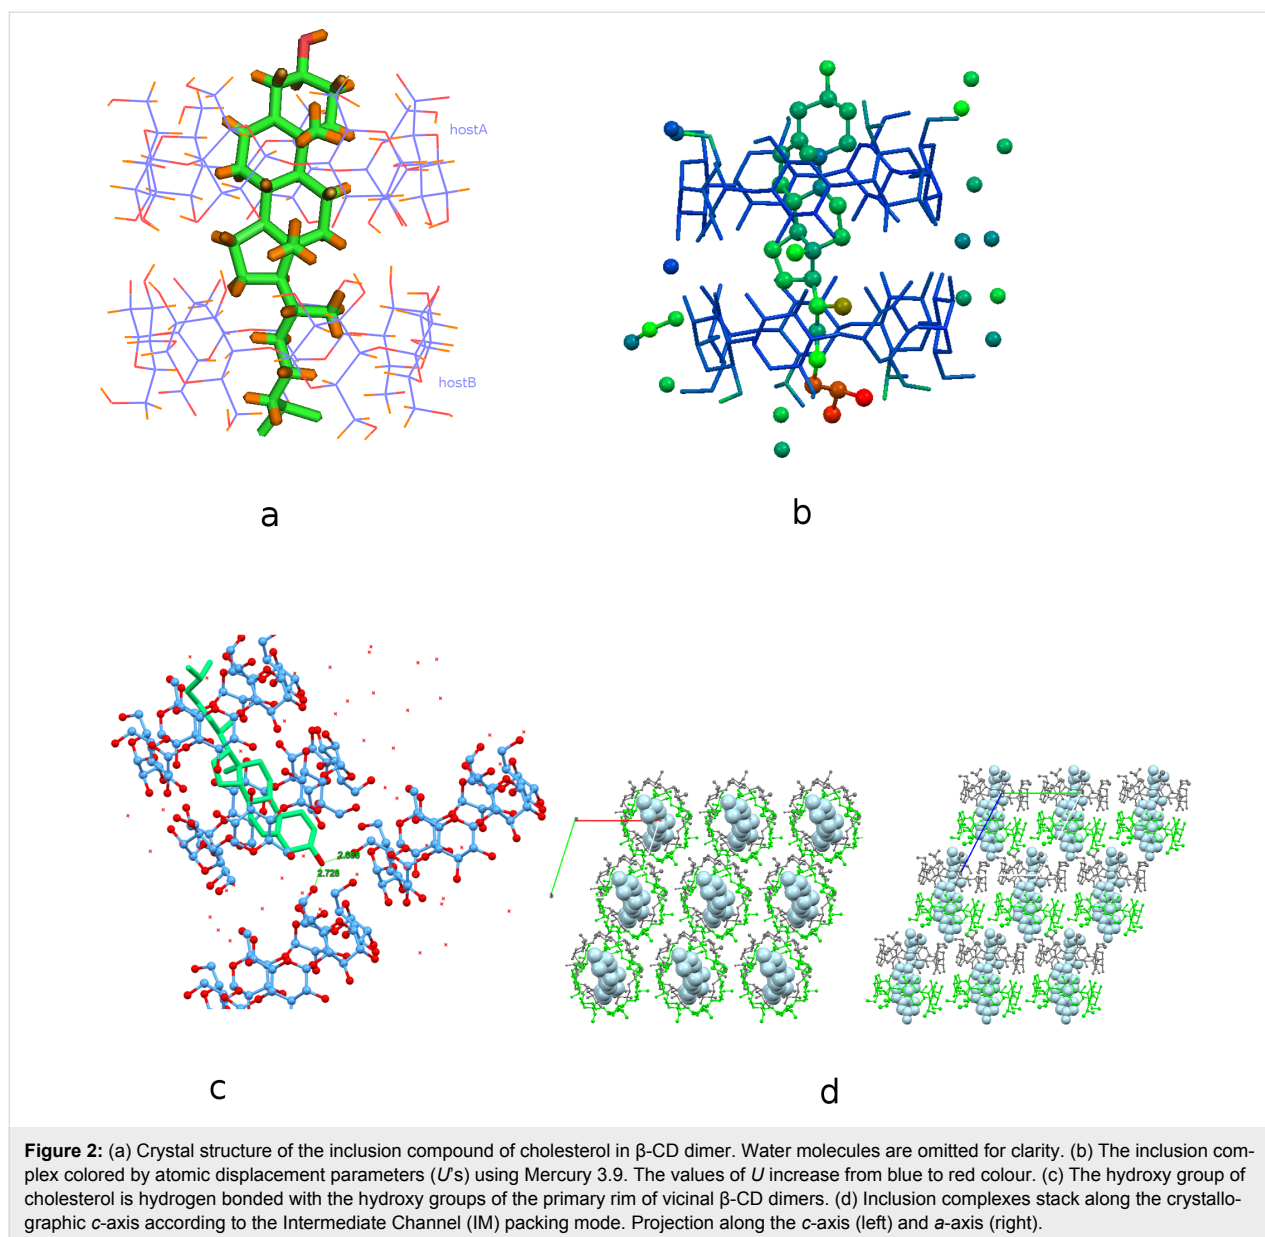 hostA
hostB
a
b
2.728
c
d
Figure 2: (a) Crystal structure of the inclusion compound of cholesterol in β-CD dimer. Water molecules are omitted for clarity. (b) The inclusion com-
plex colored by atomic displacement parameters (U's) using Mercury 3.9. The values of U increase from blue to red colour. (c) The hydroxy group of
cholesterol is hydrogen bonded with the hydroxy groups of the primary rim of vicinal β-CD dimers. (d) Inclusion complexes stack along the crystallo-
graphic c-axis according to the Intermediate Channel (IM) packing mode. Projection along the c-axis (left) and a-axis (right).